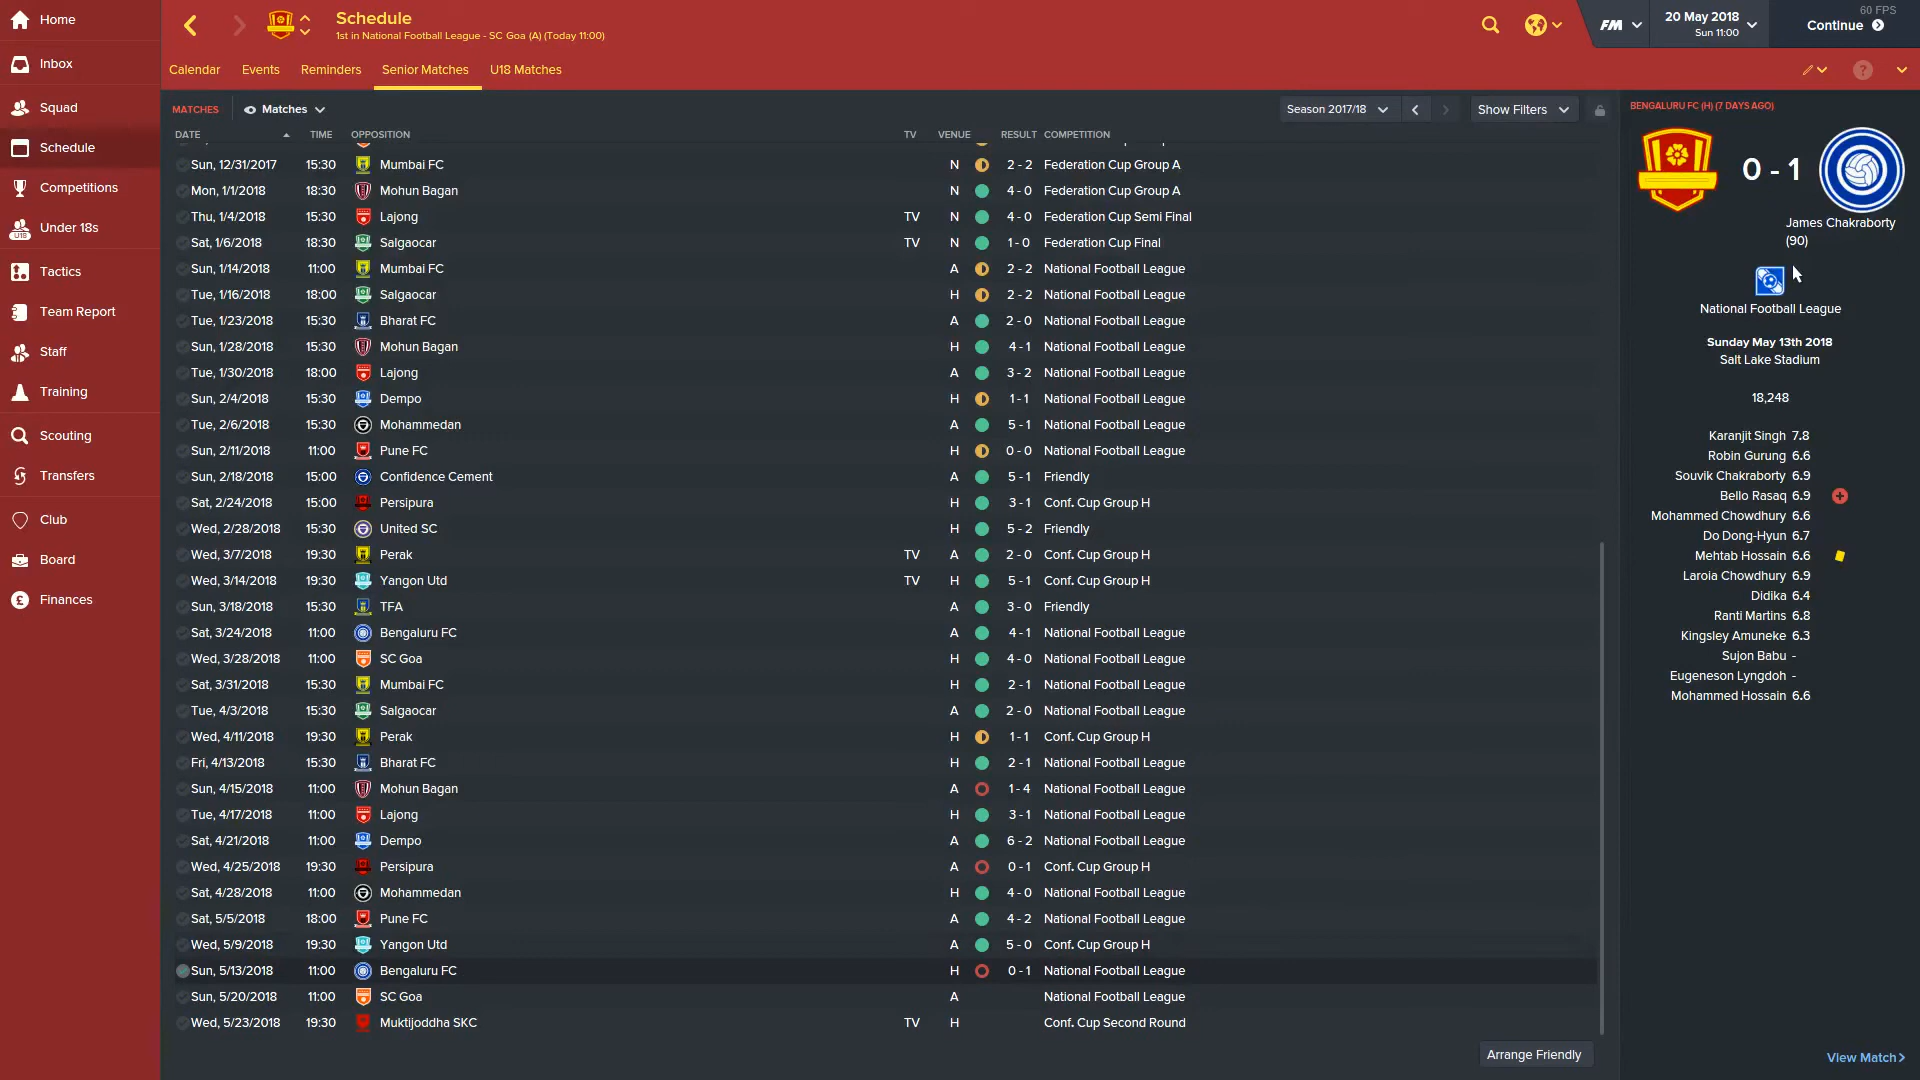 Home
Inbox
Squad
Schedule
Competitions
Under 18s
Tactics
Team Report
Staff
Training
Scouting
Transfers
Club
Board
Finances
Schedule
1st in National Football League - SC Goa (A) (Today 11:00)
FM
20 May 2018
Sun 11:00
60 FPS
Continue
Calendar Events Reminders Senior Matches U18 Matches
MATCHES Matches Season 2017/18 Show Filters
DATE TIME OPPOSITION TV VENUE RESULT COMPETITION
Sun, 12/31/2017 15:30 Mumbai FC N 2 - 2 Federation Cup Group A
Mon, 1/1/2018 18:30 Mohun Bagan N 4 - 0 Federation Cup Group A
Thu, 1/4/2018 15:30 Lajong TV N 4 - 0 Federation Cup Semi Final
Sat, 1/6/2018 18:30 Salgaocar TV N 1 - 0 Federation Cup Final
Sun, 1/14/2018 11:00 Mumbai FC A 2 - 2 National Football League
Tue, 1/16/2018 18:00 Salgaocar H 2 - 2 National Football League
Tue, 1/23/2018 15:30 Bharat FC A 2 - 0 National Football League
Sun, 1/28/2018 15:30 Mohun Bagan H 4 - 1 National Football League
Tue, 1/30/2018 18:00 Lajong A 3 - 2 National Football League
Sun, 2/4/2018 15:30 Dempo H 1 - 1 National Football League
Tue, 2/6/2018 15:30 Mohammedan A 5 - 1 National Football League
Sun, 2/11/2018 11:00 Pune FC H 0 - 0 National Football League
Sun, 2/18/2018 15:00 Confidence Cement A 5 - 1 Friendly
Sat, 2/24/2018 15:00 Persipura H 3 - 1 Conf. Cup Group H
Wed, 2/28/2018 15:30 United SC H 5 - 2 Friendly
Wed, 3/7/2018 19:30 Perak TV A 2 - 0 Conf. Cup Group H
Wed, 3/14/2018 19:30 Yangon Utd TV H 5 - 1 Conf. Cup Group H
Sun, 3/18/2018 15:30 TFA A 3 - 0 Friendly
Sat, 3/24/2018 11:00 Bengaluru FC A 4 - 1 National Football League
Wed, 3/28/2018 11:00 SC Goa H 4 - 0 National Football League
Sat, 3/31/2018 15:30 Mumbai FC H 2 - 1 National Football League
Tue, 4/3/2018 15:30 Salgaocar A 2 - 0 National Football League
Wed, 4/11/2018 19:30 Perak H 1 - 1 Conf. Cup Group H
Fri, 4/13/2018 15:30 Bharat FC H 2 - 1 National Football League
Sun, 4/15/2018 11:00 Mohun Bagan A 1 - 4 National Football League
Tue, 4/17/2018 11:00 Lajong H 3 - 1 National Football League
Sat, 4/21/2018 11:00 Dempo A 6 - 2 National Football League
Wed, 4/25/2018 19:30 Persipura A 0 - 1 Conf. Cup Group H
Sat, 4/28/2018 11:00 Mohammedan H 4 - 0 National Football League
Sat, 5/5/2018 18:00 Pune FC A 4 - 2 National Football League
Wed, 5/9/2018 19:30 Yangon Utd A 5 - 0 Conf. Cup Group H
Sun, 5/13/2018 11:00 Bengaluru FC H 0 - 1 National Football League
Sun, 5/20/2018 11:00 SC Goa A National Football League
Wed, 5/23/2018 19:30 Muktijoddha SKC TV H Conf. Cup Second Round
Arrange Friendly
BENGALURU FC (H) (7 DAYS AGO)
0 - 1
James Chakraborty
(90)
National Football League
Sunday May 13th 2018
Salt Lake Stadium
18,248
Karanjit Singh 7.8
Robin Gurung 6.6
Souvik Chakraborty 6.9
Bello Rasaq 6.9
Mohammed Chowdhury 6.6
Do Dong-Hyun 6.7
Mehtab Hossain 6.6
Laroia Chowdhury 6.9
Didika 6.4
Ranti Martins 6.8
Kingsley Amuneke 6.3
Sujon Babu -
Eugeneson Lyngdoh -
Mohammed Hossain 6.6
View Match